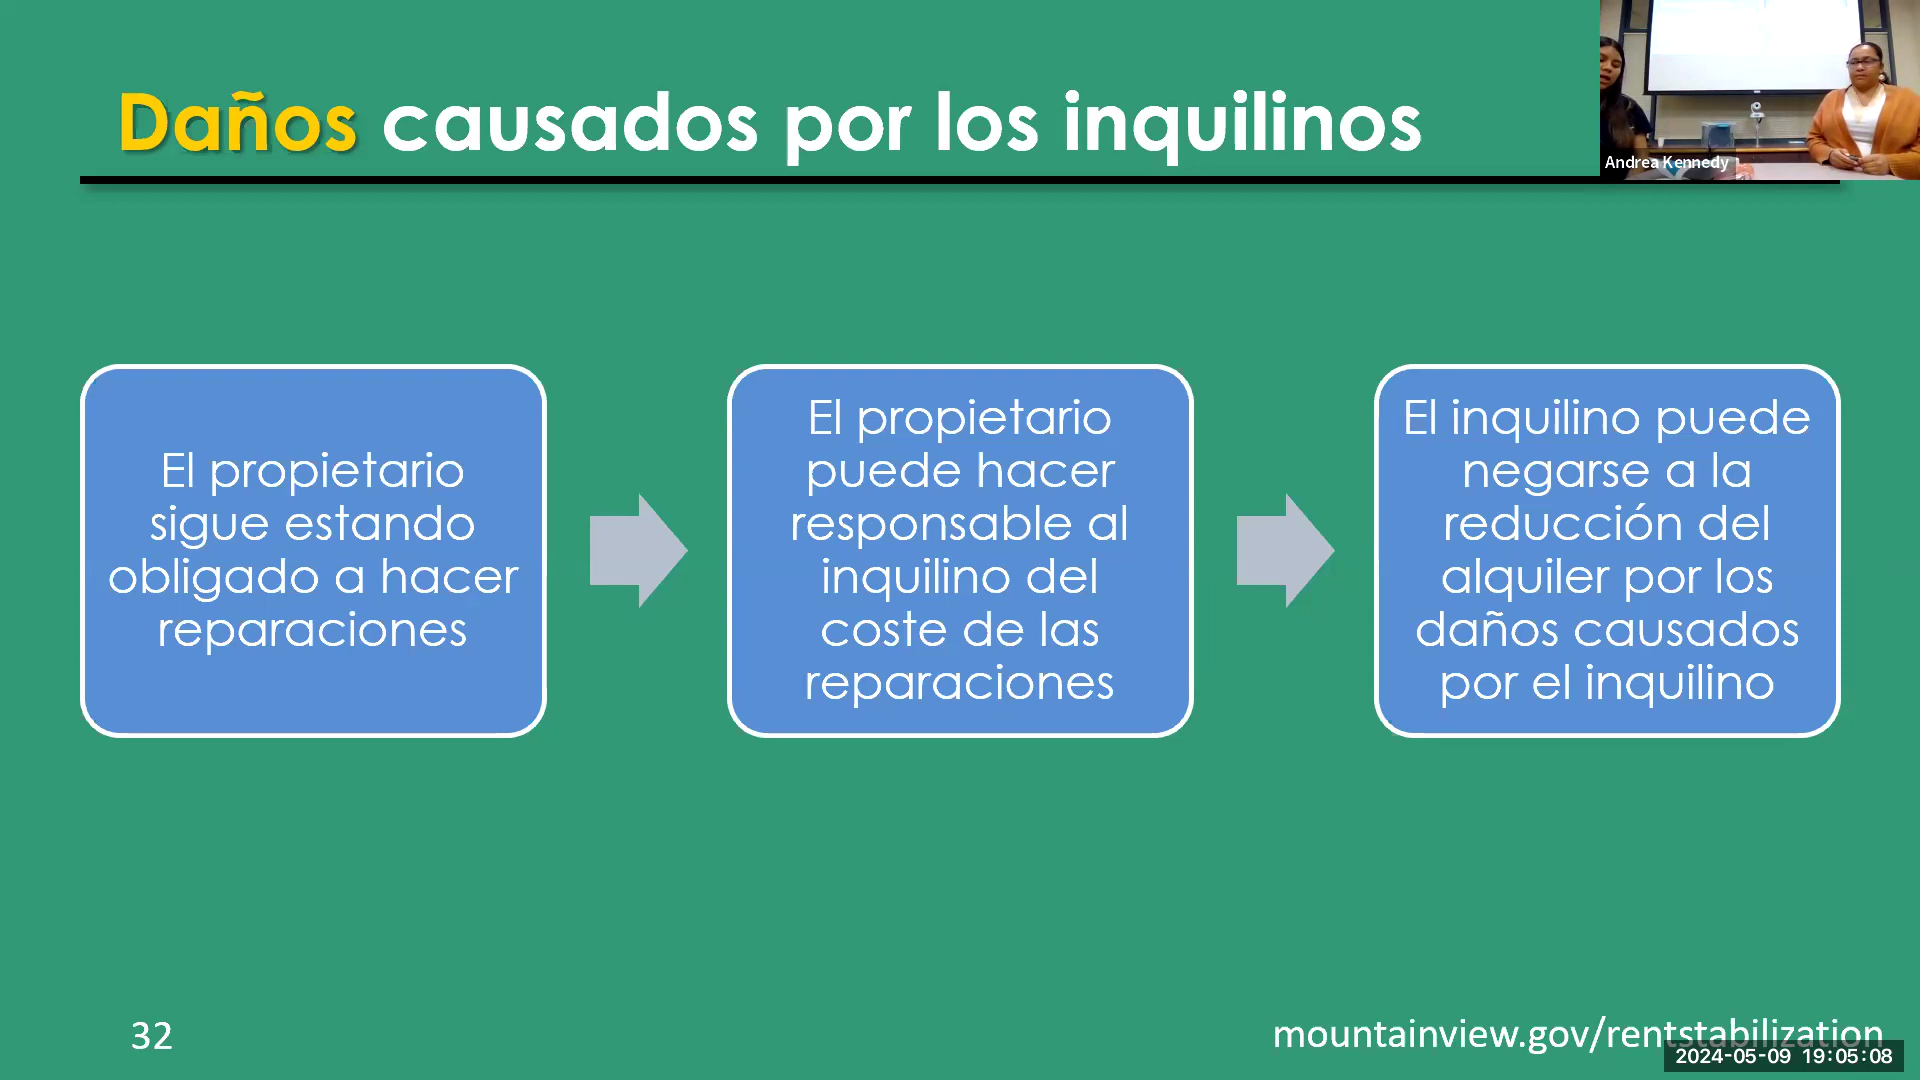 Daños causados por los inquilinos
Andrea Kennedy
El propietario
sigue estando
obligado a hacer
reparaciones
El propietario
puede hacer
responsable al
inquilino del
coste de las
reparaciones
El inquilino puede
negarse a la
reducción del
alquiler por los
daños causados
por el inquilino
32
mountainview.gov/rentstabilization
2024-05-09 19:05:08